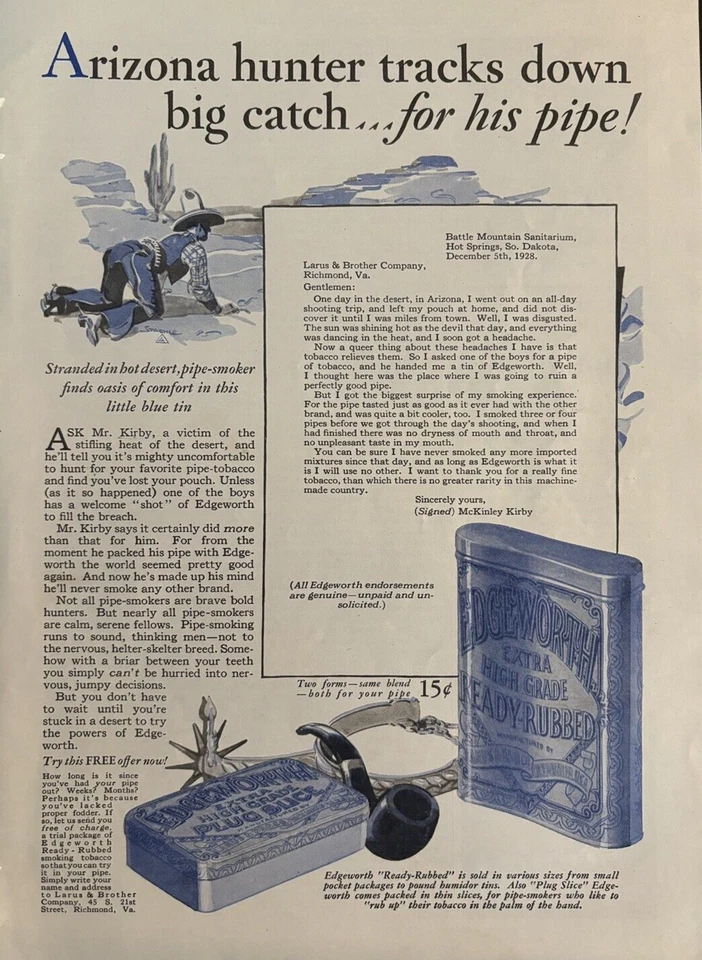 Arizona hunter tracks down
big catch...for his pipe!
Battle Mountain Sanitarium,
Hot Springs, So. Dakota,
December 5th, 1928.
Larus & Brother Company,
Richmond, Va.
Gentlemen:
One day in the desert, in Arizona, I went out on an all-day
shooting trip, and left my pouch at home, and did not dis-
cover it until I was miles from town. Well, I was disgusted.
The sun was shining hot as the devil that day, and everything
was dancing in the heat, and I soon got a headache.
Now a queer thing about these headaches I have is that
tobacco relieves them. So I asked one of the boys for a pipe
of tobacco, and he handed me a tin of Edgeworth. Well,
I thought here was the place where I was going to ruin a
perfectly good pipe.
But I got the biggest surprise of my smoking experience.
For the pipe tasted just as good as it ever had with the other
brand, and was quite a bit cooler, too. I smoked three or four
pipes before we got through the day's shooting, and when I
had finished there was no dryness of mouth and throat, and
no unpleasant taste in my mouth.
You can be sure I have never smoked any more imported
mixtures since that day, and as long as Edgeworth is what it
is I will use no other. I want to thank you for a really fine
tobacco, than which there is no greater rarity in this machine-
made country.
Sincerely yours,
(Signed) McKinley Kirby
(All Edgeworth endorsements
are genuine—unpaid and un-
solicited.)
Stranded in hot desert, pipe-smoker
finds oasis of comfort in this
little blue tin
ASK Mr. Kirby, a victim of the
stifling heat of the desert, and
he'll tell you it's mighty uncomfortable
to hunt for your favorite pipe-tobacco
and find you've lost your pouch. Unless
(as it so happened) one of the boys
has a welcome "shot" of Edgeworth
to fill the breach.
Mr. Kirby says it certainly did more
than that for him. For from the
moment he packed his pipe with Edge-
worth the world seemed pretty good
again. And now he's made up his mind
he'll never smoke any other brand.
Not all pipe-smokers are brave bold
hunters. But nearly all pipe-smokers
are calm, serene fellows. Pipe-smoking
runs to sound, thinking men—not to
the nervous, helter-skelter breed. Some-
how with a briar between your teeth
you simply can't be hurried into ner-
vous, jumpy decisions.
But you don't have
to wait until you're
stuck in a desert to try
the powers of Edge-
worth.
Try this FREE offer now!
How long is it since
you've had your pipe
out? Weeks? Months?
Perhaps it's because
you've lacked
proper fodder. If
so, let us send you
free of charge,
a trial package of
Edgeworth
Ready-Rubbed
smoking tobacco
so that you can try
it in your pipe.
Simply write your
name and address
to Larus & Brother
Company, 45 S. 21st
Street, Richmond, Va.
Two forms—same blend
—both for your pipe 15¢
EDGEWORTH
EXTRA
HIGH GRADE
READY-RUBBED
MANUFACTURED BY
EDGEWORTH
HIGH GRADE
PLUG SLICE
Edgeworth "Ready-Rubbed" is sold in various sizes from small
pocket packages to pound humidor tins. Also "Plug Slice" Edge-
worth comes packed in thin slices, for pipe-smokers who like to
"rub up" their tobacco in the palm of the hand.